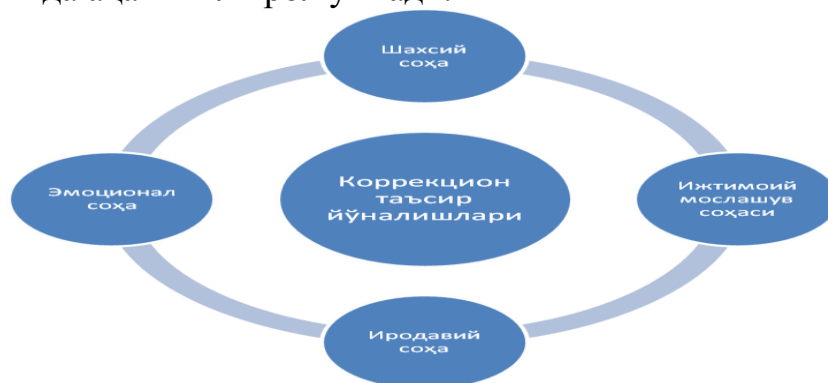 Шахсий
соҳа
Эмоционал
соҳа
Коррекцион
таъсир
йўналишлари
Ижтимоий
мослашув
соҳаси
Иродавий
соҳа